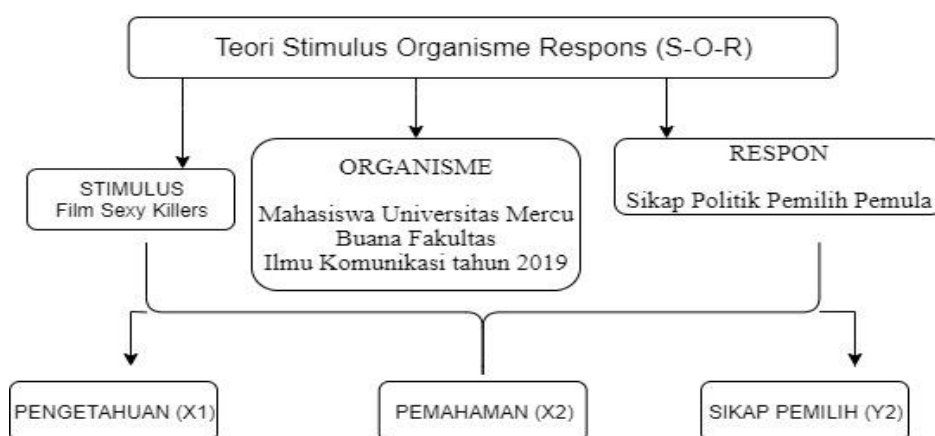 Teori Stimulus Organisme Respons (S-O-R)
STIMULUS
Film Sexy Killers
ORGANISME
Mahasiswa Universitas Mercu
Buana Fakultas
Ilmu Komunikasi tahun 2019
RESPON
Sikap Politik Pemilih Pemula
PENGETAHUAN (X1)
PEMAHAMAN (X2)
SIKAP PEMILIH (Y2)